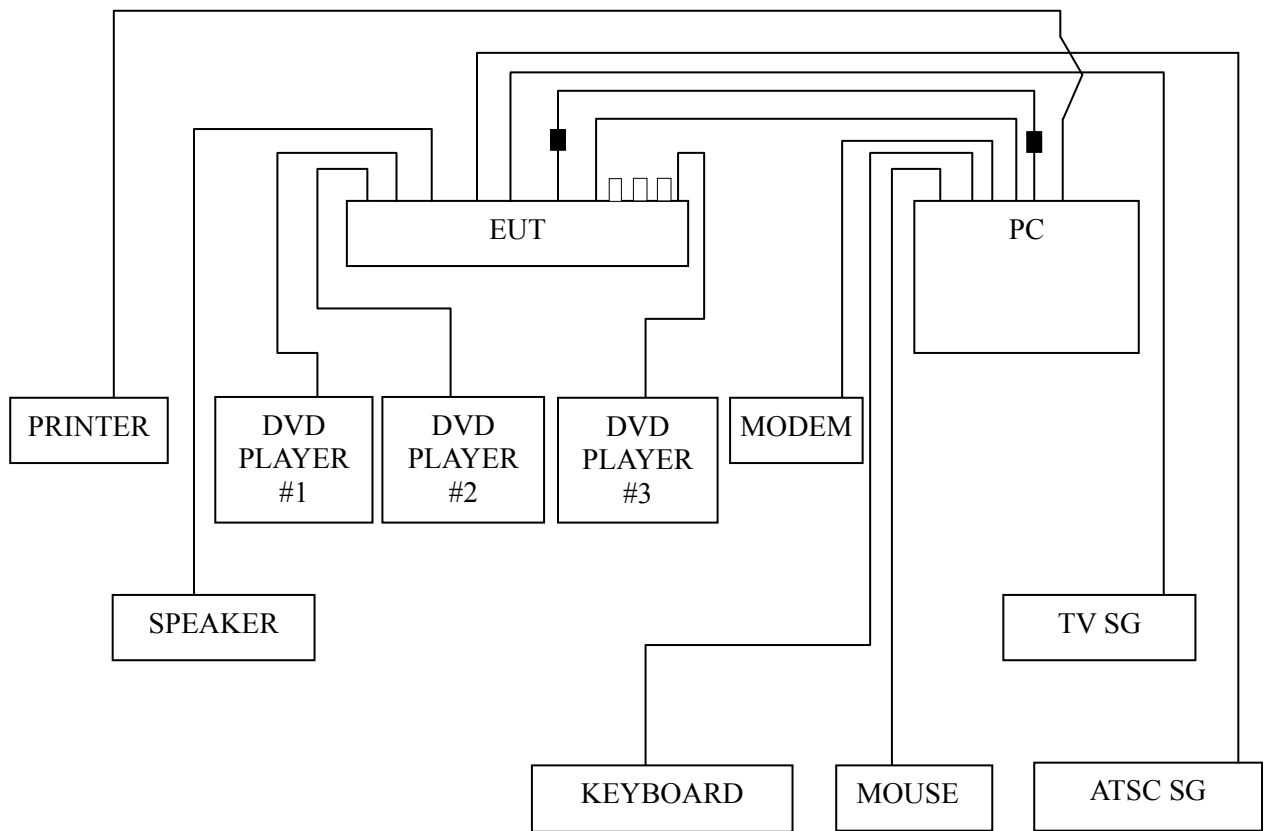 EUT
PC
PRINTER
DVD
PLAYER
#1
DVD
PLAYER
#2
DVD
PLAYER
#3
MODEM
SPEAKER
TV SG
KEYBOARD
MOUSE
ATSC SG